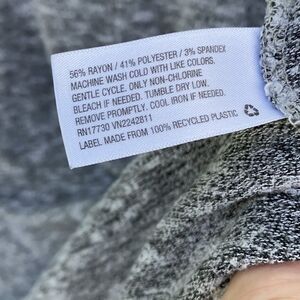 56% RAYON / 41% POLYESTER / 3% SPANDEX
MACHINE WASH COLD WITH LIKE COLORS.
GENTLE CYCLE. ONLY NON-CHLORINE
BLEACH IF NEEDED. TUMBLE DRY LOW.
REMOVE PROMPTLY. COOL IRON IF NEEDED.
RN17730 VN2242811
LABEL MADE FROM 100% RECYCLED PLASTIC